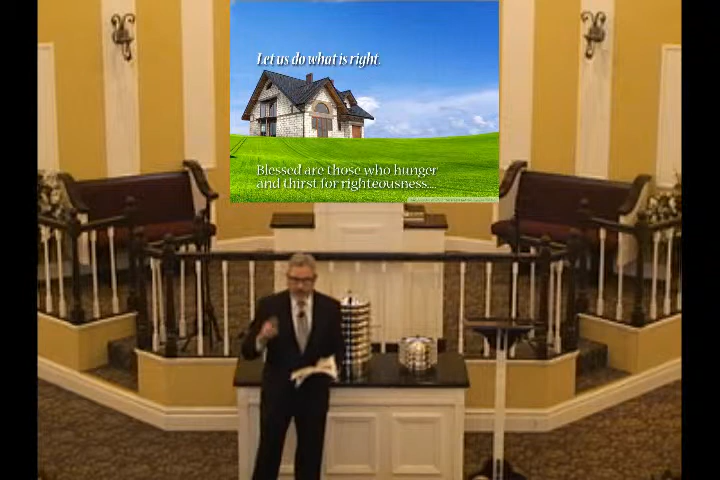 Let us do what is right.
Blessed are those who hunger
and thirst for righteousness...